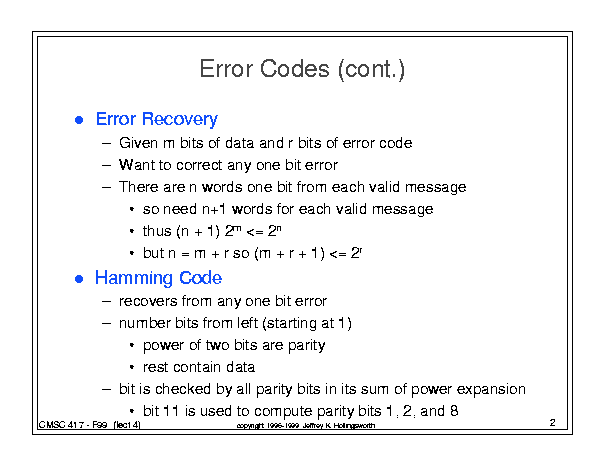 Error Codes (cont.)
● Error Recovery
– Given m bits of data and r bits of error code
– Want to correct any one bit error
– There are n words one bit from each valid message
• so need n+1 words for each valid message
• thus (n + 1) 2ᵐ <= 2ⁿ
• but n = m + r so (m + r + 1) <= 2ʳ
● Hamming Code
– recovers from any one bit error
– number bits from left (starting at 1)
• power of two bits are parity
• rest contain data
– bit is checked by all parity bits in its sum of power expansion
• bit 11 is used to compute parity bits 1, 2, and 8
CMSC 417 - F99 (lect 4) copyright 1996-1999 Jeffrey K. Hollingsworth 2